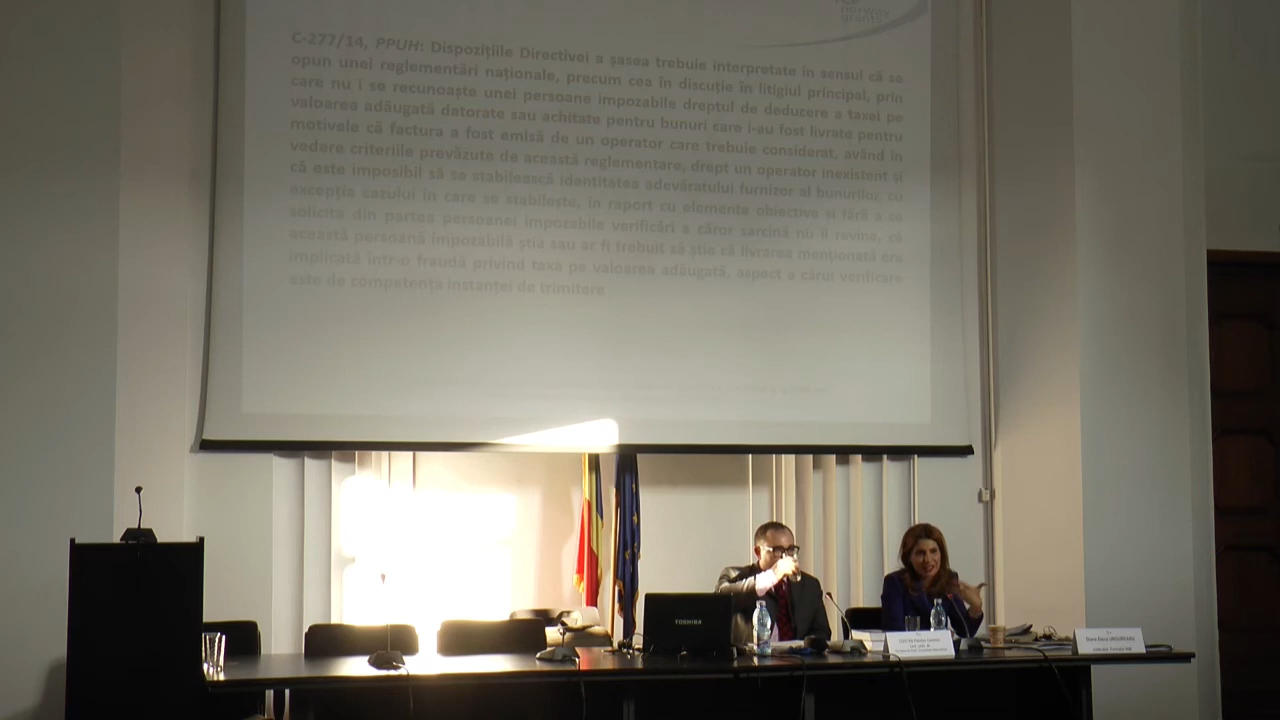 norway
grants
C-277/14, PPUH: Dispozițiile Directivei a șasea trebuie interpretate în sensul că se
opun unei reglementări naționale, precum cea în discuție în litigiul principal, prin
care nu i se recunoaște unei persoane impozabile dreptul de deducere a taxei pe
valoarea adăugată datorate sau achitate pentru bunuri care i-au fost livrate pentru
motivele că factura a fost emisă de un operator care trebuie considerat, având în
vedere criteriile prevăzute de această reglementare, drept un operator inexistent și
că este imposibil să se stabilească identitatea adevăratului furnizor al bunurilor, cu
excepția cazului în care se stabilește, în raport cu elemente obiective și fără a se
solicita din partea persoanei impozabile verificări a căror sarcină nu îi revine, că
această persoană impozabilă știa sau ar fi trebuit să știe că livrarea menționată era
implicată într-o fraudă privind taxa pe valoarea adăugată, aspect a cărui verificare
este de competența instanței de trimitere
TOSHIBA